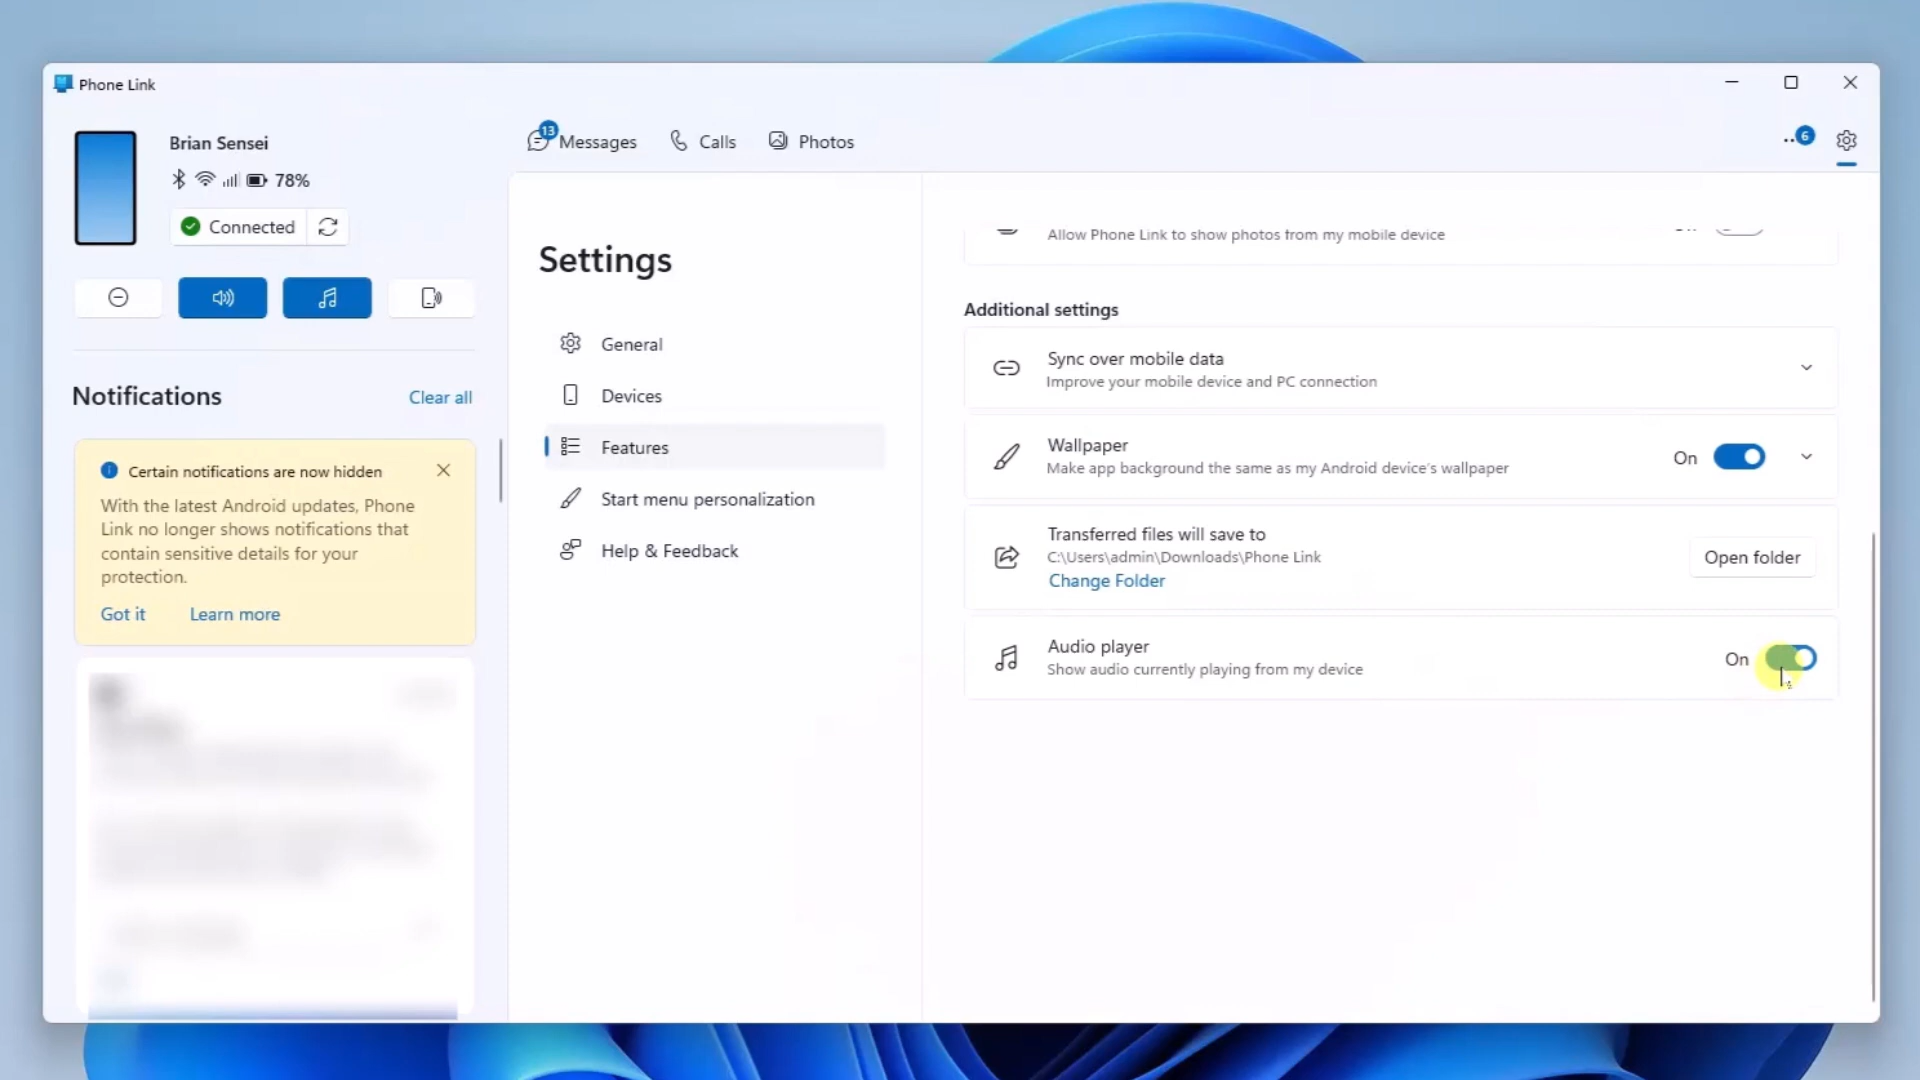 Phone Link
Brian Sensei
78%
Connected
Notifications
Clear all
Certain notifications are now hidden
With the latest Android updates, Phone
Link no longer shows notifications that
contain sensitive details for your
protection.
Got it
Learn more
13
Messages
Calls
Photos
6
Settings
General
Devices
Features
Start menu personalization
Help & Feedback
Allow Phone Link to show photos from my mobile device
Additional settings
Sync over mobile data
Improve your mobile device and PC connection
Wallpaper
Make app background the same as my Android device's wallpaper
On
Transferred files will save to
C:\Users\admin\Downloads\Phone Link
Change Folder
Open folder
Audio player
Show audio currently playing from my device
On